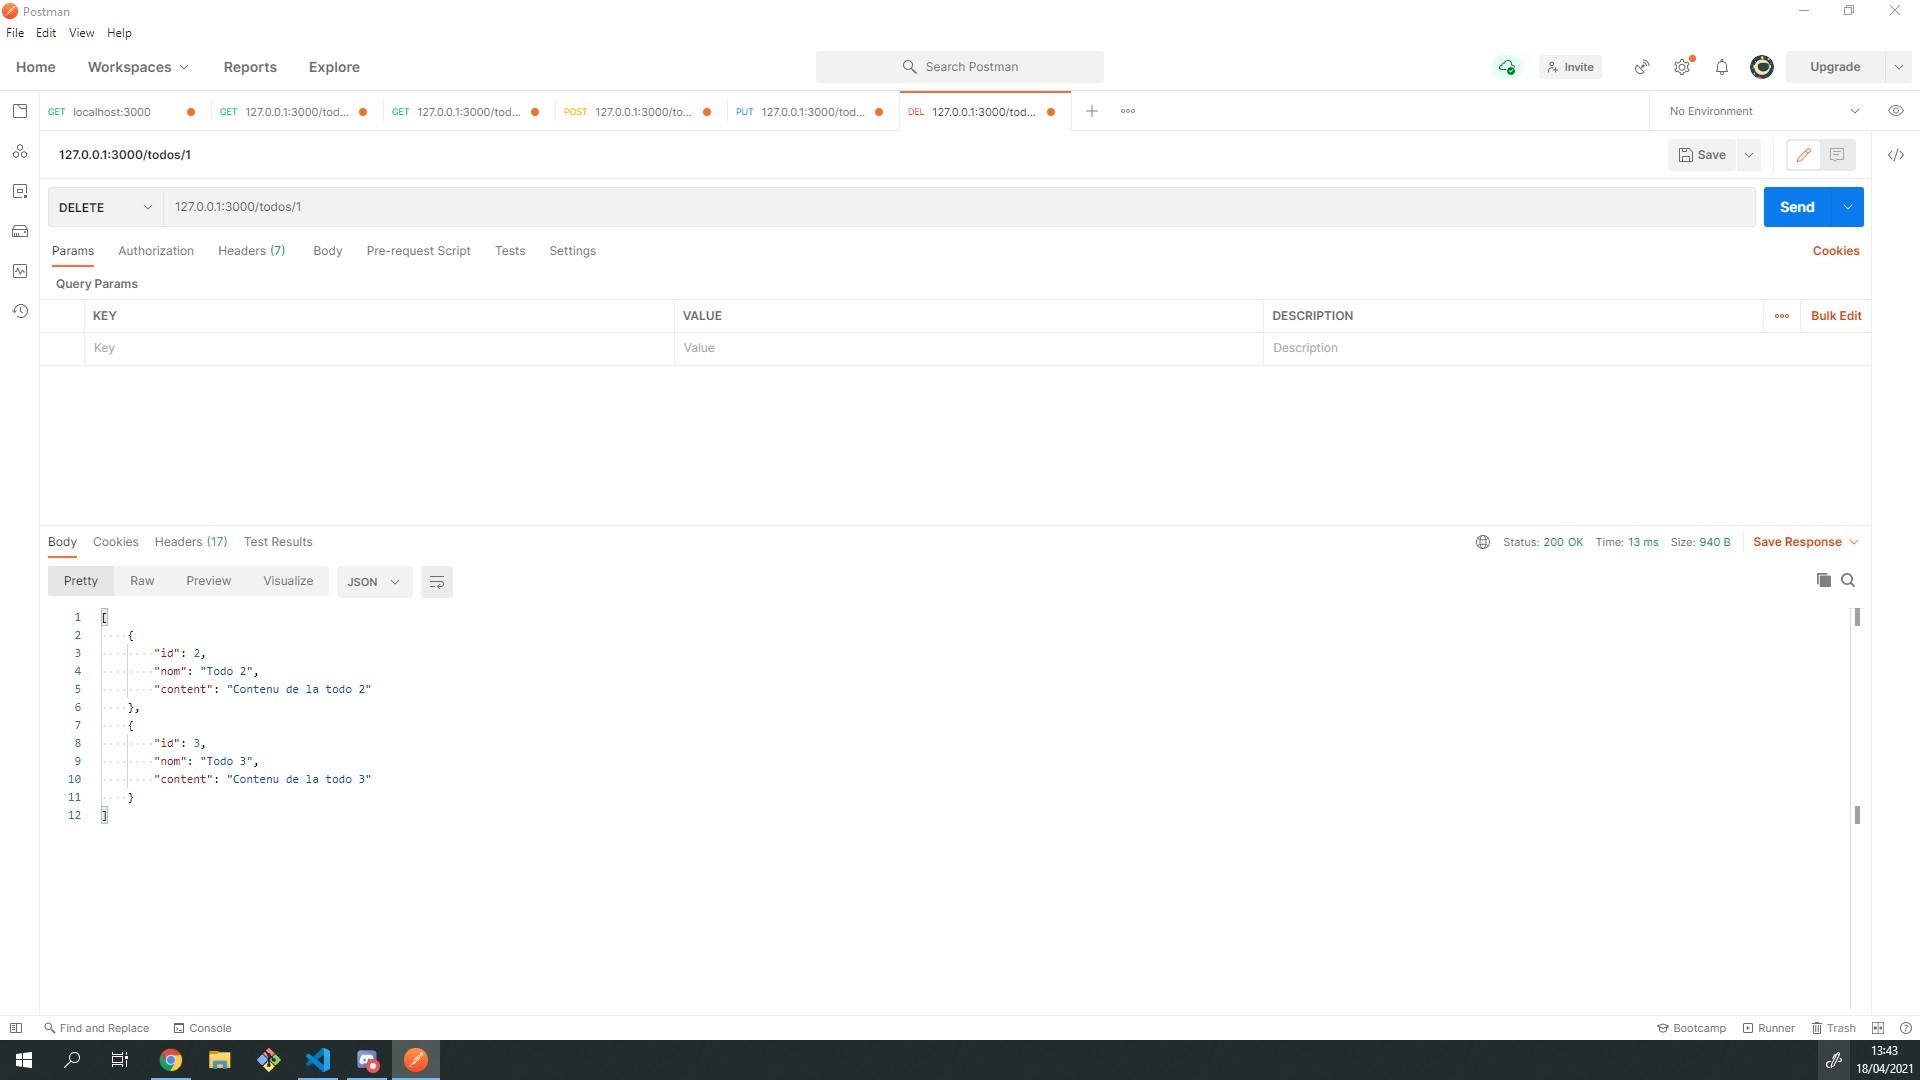 Postman
File Edit View Help
Home Workspaces Reports Explore Search Postman Invite Upgrade
GET localhost:3000 GET 127.0.0.1:3000/tod... GET 127.0.0.1:3000/tod... POST 127.0.0.1:3000/to... PUT 127.0.0.1:3000/tod... DEL 127.0.0.1:3000/tod... No Environment
127.0.0.1:3000/todos/1 Save
DELETE 127.0.0.1:3000/todos/1 Send
Params Authorization Headers (7) Body Pre-request Script Tests Settings Cookies
Query Params
KEY VALUE DESCRIPTION Bulk Edit
Key Value Description
Body Cookies Headers (17) Test Results Status: 200 OK Time: 13 ms Size: 940 B Save Response
Pretty Raw Preview Visualize JSON
1 [
2 {
3 "id": 2,
4 "nom": "Todo 2",
5 "content": "Contenu de la todo 2"
6 },
7 {
8 "id": 3,
9 "nom": "Todo 3",
10 "content": "Contenu de la todo 3"
11 }
12 ]
Find and Replace Console Bootcamp Runner Trash
13:43
18/04/2021